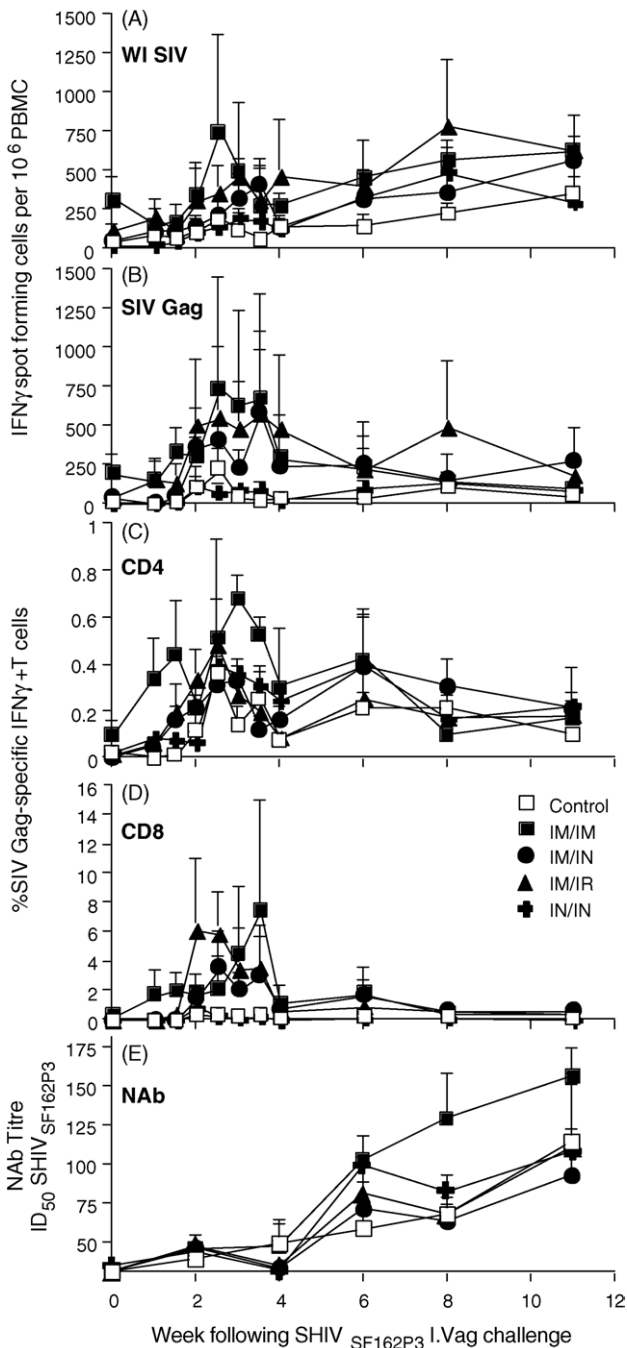 (A)
WI SIV
1500
1250
1000
750
500
250
0
IFNγ spot forming cells per 10⁶ PBMC
(B)
SIV Gag
1500
1250
1000
750
500
250
0
(C)
CD4
1
0.8
0.6
0.4
0.2
0
%SIV Gag-specific IFNγ+T cells
(D)
CD8
16
14
12
10
8
6
4
2
0
Control
IM/IM
IM/IN
IM/IR
IN/IN
(E)
NAb
175
150
125
100
75
50
NAb Titre
ID50 SHIVSF162P3
0 2 4 6 8 10 12
Week following SHIV SF162P3 I.Vag challenge